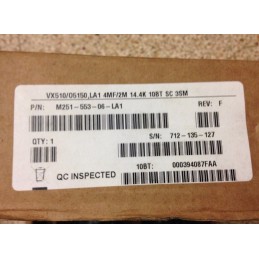 VX510/O5150,LA1 4MF/2M 14.4K 10BT SC 3SM
P/N: M251-553-06-LA1 REV: F
S/N: 712-135-127
QTY: 1
10BT: 000394087FAA
QC INSPECTED